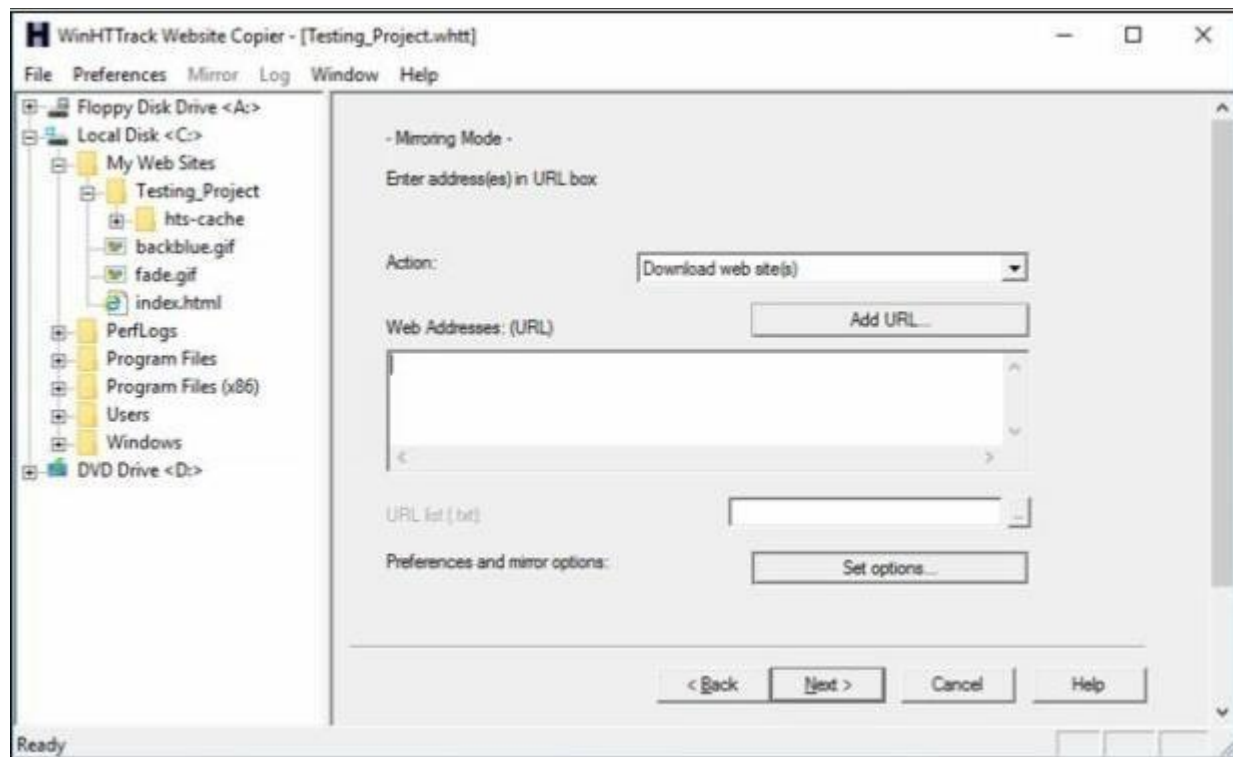 WinHTTrack Website Copier - [Testing_Project.whtt]
File Preferences Mirror Log Window Help
Floppy Disk Drive <A:>
Local Disk <C:>
My Web Sites
Testing_Project
hts-cache
backblue.gif
fade.gif
index.html
PerfLogs
Program Files
Program Files (x86)
Users
Windows
DVD Drive <D:>
- Mirroring Mode -
Enter address(es) in URL box
Action:
Download web site(s)
Web Addresses: (URL)
Add URL...
URL list (.txt)
...
Preferences and mirror options:
Set options...
< Back
Next >
Cancel
Help
Ready